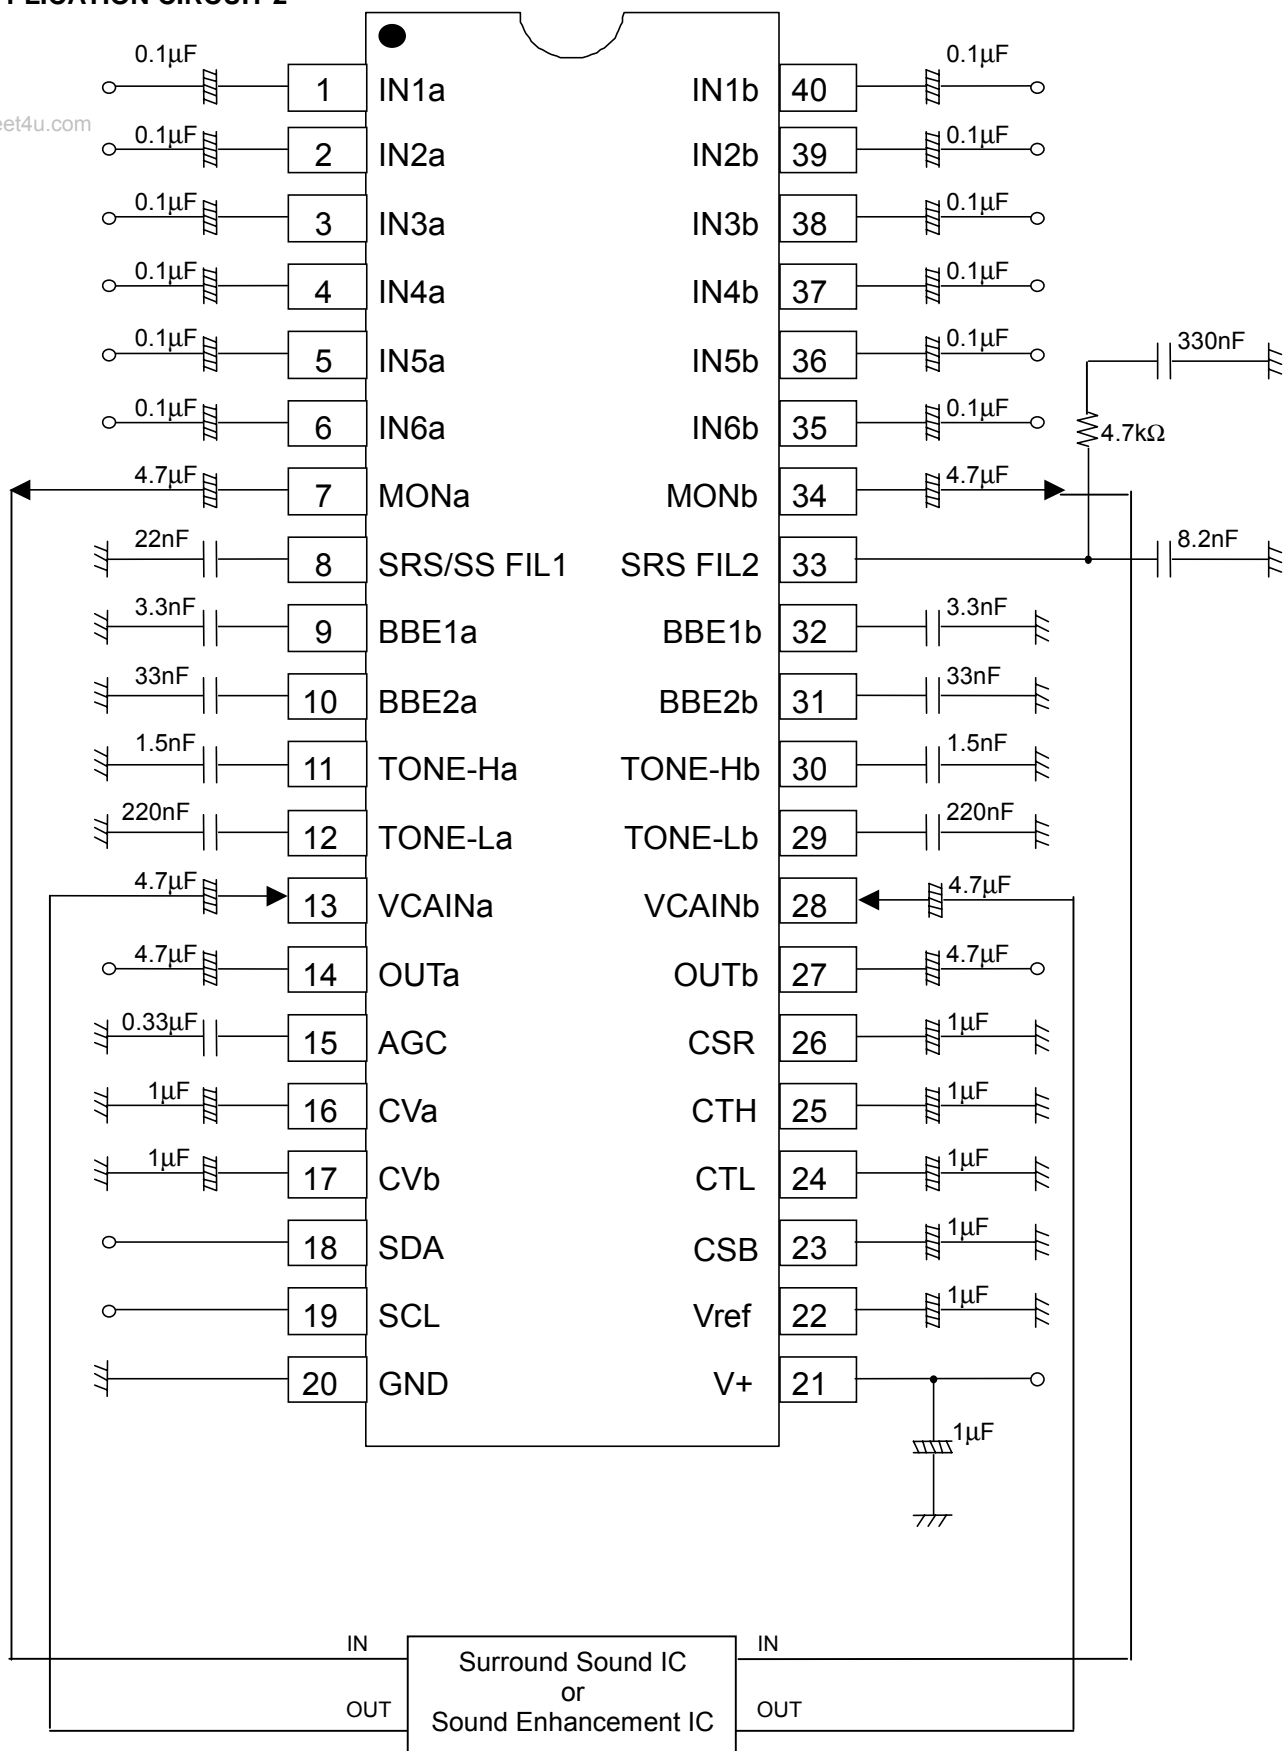 PLICATION CIRCUIT 2
eet4u.com
0.1µF 1 IN1a IN1b 40 0.1µF
0.1µF 2 IN2a IN2b 39 0.1µF
0.1µF 3 IN3a IN3b 38 0.1µF
0.1µF 4 IN4a IN4b 37 0.1µF
0.1µF 5 IN5a IN5b 36 0.1µF 330nF
0.1µF 6 IN6a IN6b 35 0.1µF 4.7kΩ
4.7µF 7 MONa MONb 34 4.7µF
22nF 8 SRS/SS FIL1 SRS FIL2 33 8.2nF
3.3nF 9 BBE1a BBE1b 32 3.3nF
33nF 10 BBE2a BBE2b 31 33nF
1.5nF 11 TONE-Ha TONE-Hb 30 1.5nF
220nF 12 TONE-La TONE-Lb 29 220nF
4.7µF 13 VCAINa VCAINb 28 4.7µF
4.7µF 14 OUTa OUTb 27 4.7µF
0.33µF 15 AGC CSR 26 1µF
1µF 16 CVa CTH 25 1µF
1µF 17 CVb CTL 24 1µF
18 SDA CSB 23 1µF
19 SCL Vref 22 1µF
20 GND V+ 21
1µF
IN Surround Sound IC IN
or
OUT Sound Enhancement IC OUT